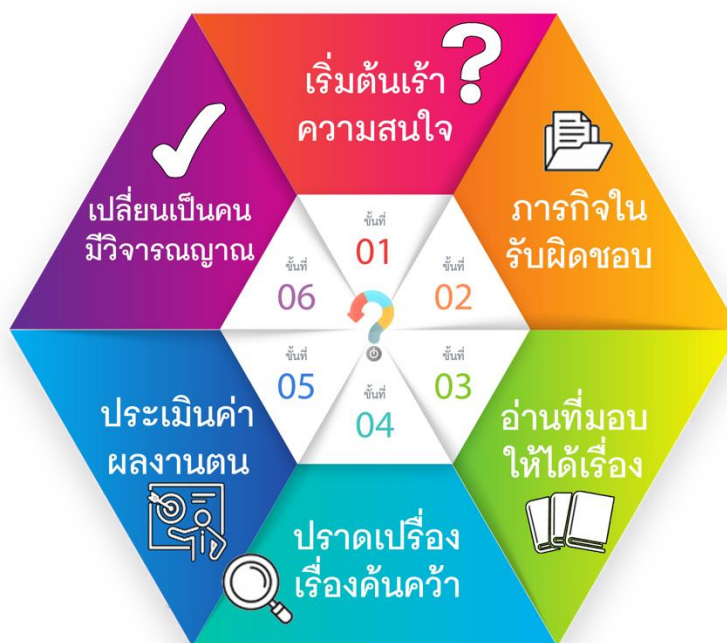 ขั้นที่
01
เริ่มต้นเร้า
ความสนใจ
ขั้นที่
02
ภารกิจใน
รับผิดชอบ
ขั้นที่
03
อ่านที่มอบ
ให้ได้เรื่อง
ขั้นที่
04
ปราดเปรื่อง
เรื่องค้นคว้า
ขั้นที่
05
ประเมินค่า
ผลงานตน
ขั้นที่
06
เปลี่ยนเป็นคน
มีวิจารณญาณ